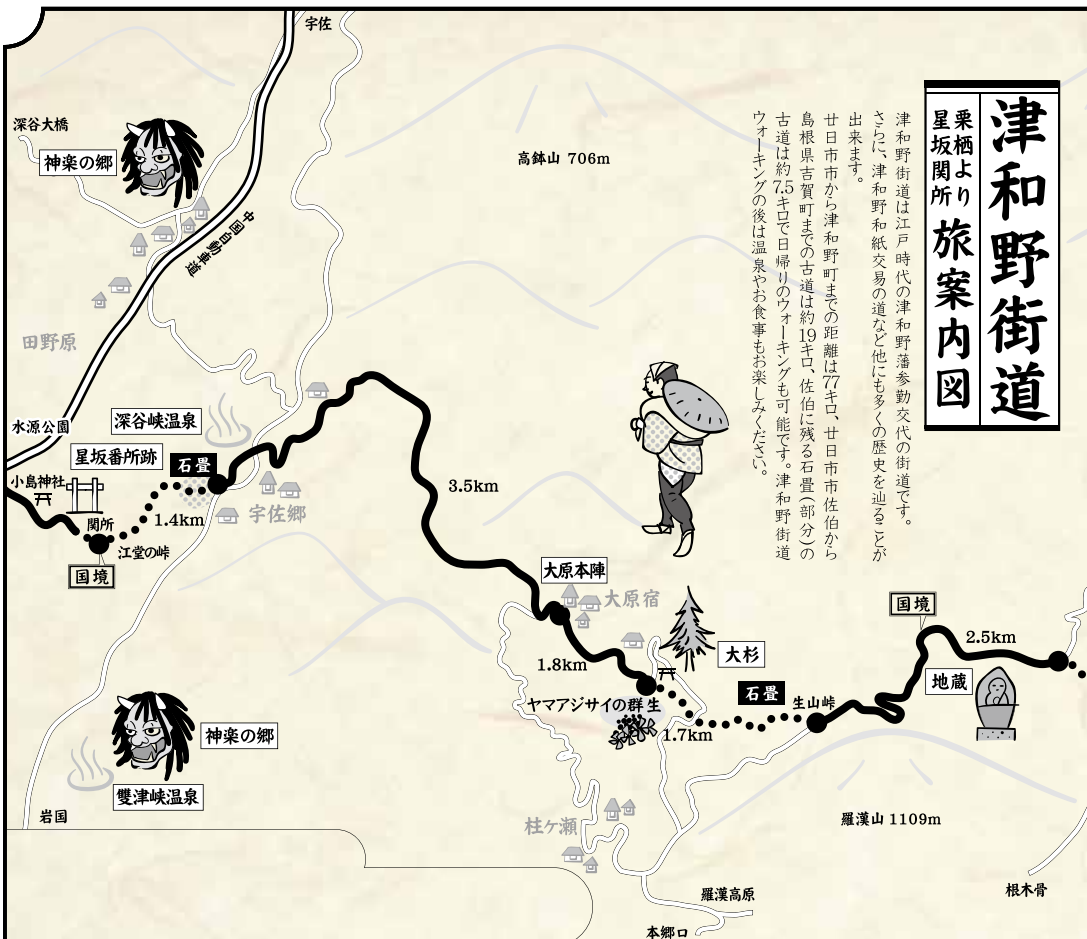 津和野街道
栗栖より
星坂関所
旅案内図
津和野街道は江戸時代の津和野藩参勤交代の街道です。
さらに、津和野和紙交易の道など他にも多くの歴史を辿ることが
出来ます。
廿日市市から津和野町までの距離は77キロ、廿日市市佐伯から
島根県吉賀町までの古道は約19キロ、佐伯に残る石畳(部分)の
古道は約7.5キロで日帰りのウォーキングも可能です。津和野街道
ウォーキングの後は温泉やお食事もお楽しみください。
宇佐
深谷大橋
神楽の郷
高鉢山 706m
中国自動車道
田野原
水源公園
深谷峡温泉
星坂番所跡
石畳
小島神社
関所
1.4km
江堂の峠
国境
宇佐郷
3.5km
大原本陣
大原宿
1.8km
大杉
ヤマアジサイの群生
1.7km
石畳
生山峠
国境
2.5km
地蔵
神楽の郷
雙津峡温泉
岩国
柱ヶ瀬
羅漢山 1109m
羅漢高原
本郷口
根木骨